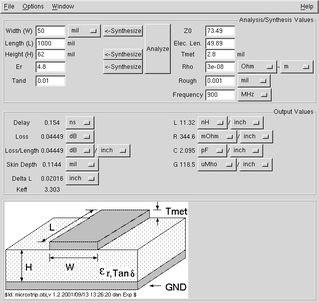 File Options Window Help
Analysis/Synthesis Values
Width (W) 50 mil <-Synthesize Z0 73.49
Length (L) 1000 mil <-Synthesize Analyze Elec. Len. 49.89
Height (H) 62 mil <-Synthesize Tmet 2.8 mil
Er 4.8 <-Synthesize Rho 3e-08 Ohm - m
Tand 0.01 Rough 0.001 mil
Frequency 900 MHz
Output Values
Delay 0.154 ns L 11.32 nH / inch
Loss 0.04449 dB R 344.6 mOhm / inch
Loss/Length 0.04449 dB / inch C 2.095 pF / inch
Skin Depth 0.1144 mil G 118.5 uMho / inch
Delta L 0.02016 inch
Keff 3.303
Tmet
L
H W εr,Tan δ
GND
$Id: microstrip.obj,v 1.2 2001/09/13 13:26:20 dan Exp $